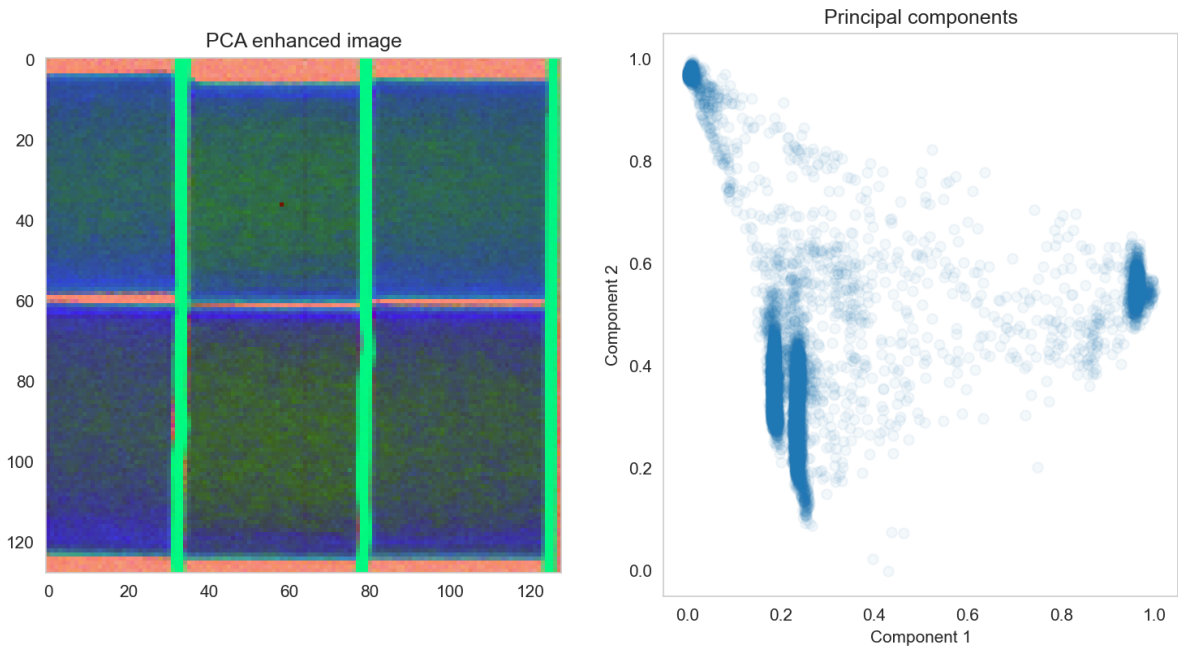 PCA enhanced image
0
20
40
60
80
100
120
0 20 40 60 80 100 120
Principal components
1.0
0.8
0.6
0.4
0.2
0.0
Component 2
0.0 0.2 0.4 0.6 0.8 1.0
Component 1